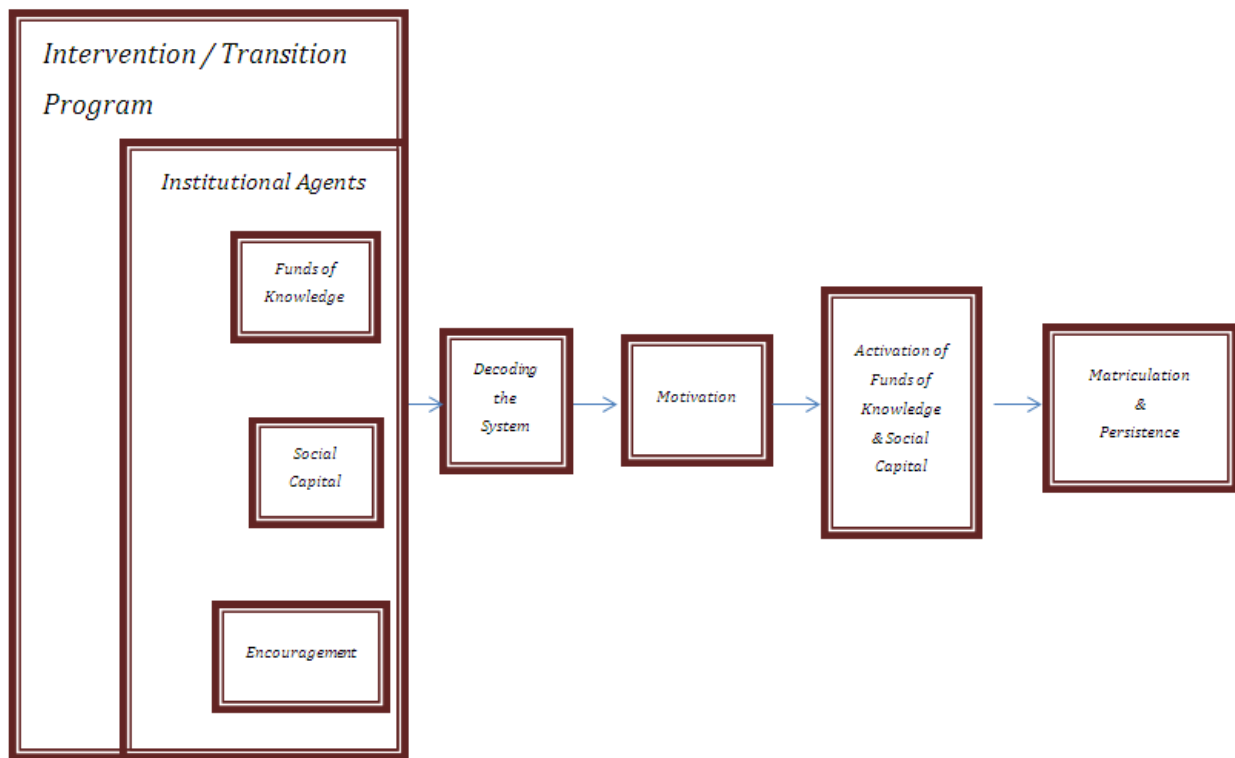 Intervention / Transition
Program
Institutional Agents
Funds of
Knowledge
Social
Capital
Encouragement
Decoding
the
System
Motivation
Activation of
Funds of
Knowledge
& Social
Capital
Matriculation
&
Persistence